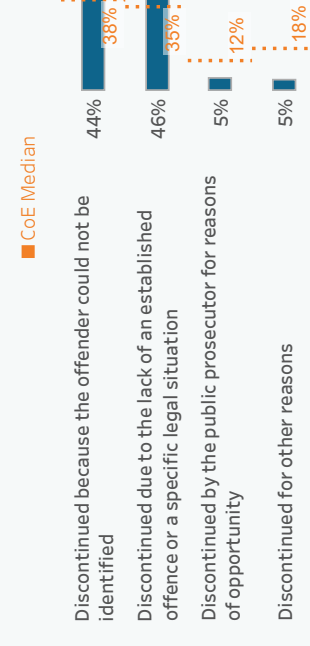 CoE Median
Discontinued because the offender could not be
identified
44%
38%
Discontinued due to the lack of an established
offence or a specific legal situation
46%
35%
Discontinued by the public prosecutor for reasons
of opportunity
5%
12%
Discontinued for other reasons
5%
18%